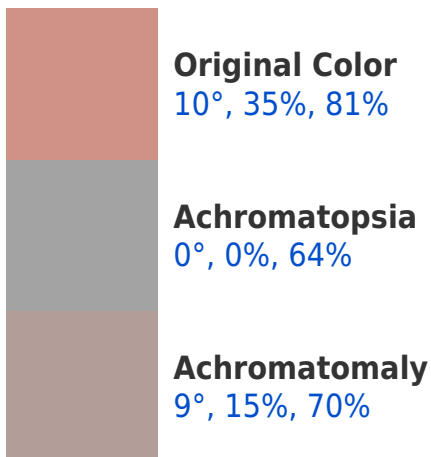 Original Color
10°, 35%, 81%
Achromatopsia
0°, 0%, 64%
Achromatomaly
9°, 15%, 70%